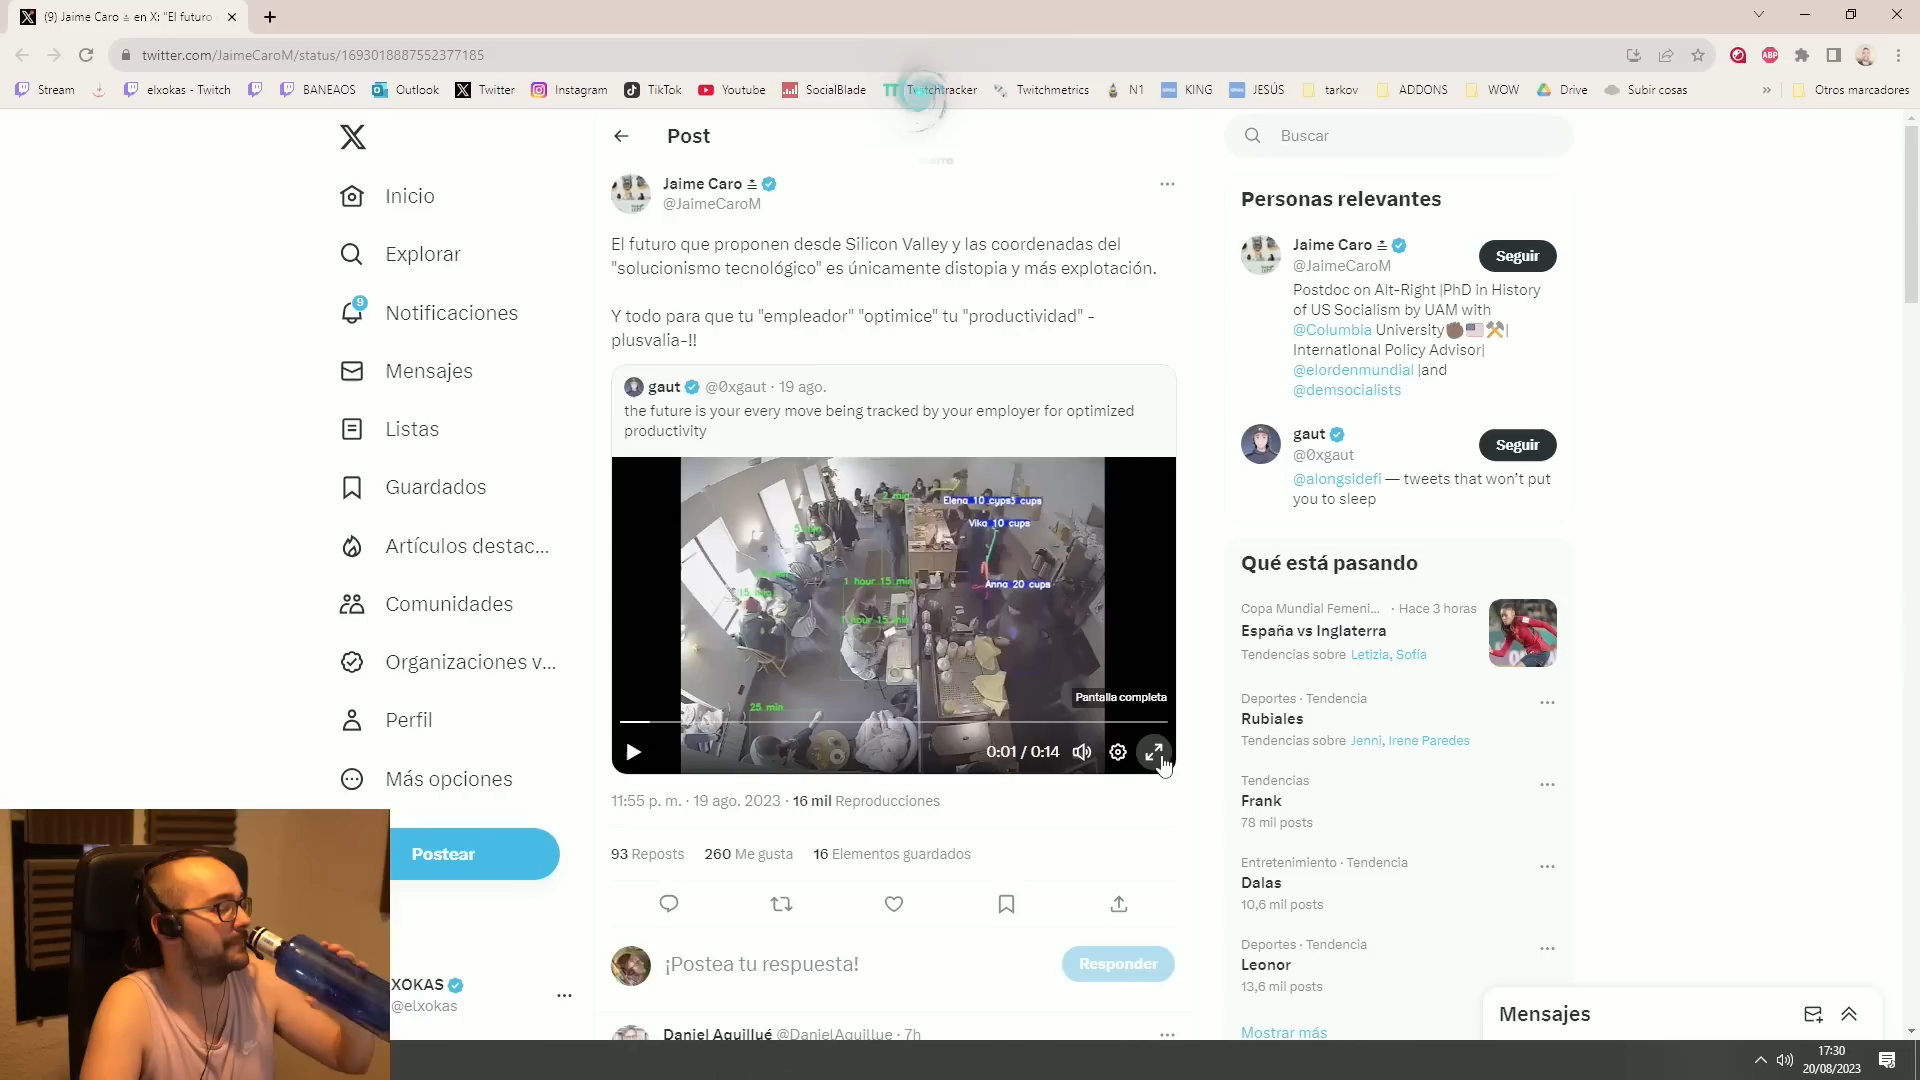 (9) Jaime Caro en X: "El futuro
twitter.com/JaimeCaroM/status/1693018887552377185
Stream
elxokas - Twitch
BANEAOS
Outlook
Twitter
Instagram
TikTok
Youtube
SocialBlade
Twitchmetrics
N1
KING
JESÚS
tarkov
ADDONS
WOW
Drive
Subir cosas
Otros marcadores
ABP
Inicio
Explorar
9
Notificaciones
Mensajes
Listas
Guardados
Artículos destac...
Comunidades
Organizaciones v...
Perfil
Más opciones
Postear
XOKAS
@elxokas
Post
Jaime Caro
@JaimeCaroM
El futuro que proponen desde Silicon Valley y las coordenadas del
"solucionismo tecnológico" es únicamente distopia y más explotación.
Y todo para que tu "empleador" "optimice" tu "productividad" -
plusvalia-!!
gaut @0xgaut · 19 ago.
the future is your every move being tracked by your employer for optimized
productivity
2 min
Elena 10 cups3 cups
Vika 10 cups
1 hour 15 min
Anna 20 cups
15 min
1 hour 15 min
25 min
Pantalla completa
0:01 / 0:14
11:55 p. m. · 19 ago. 2023 · 16 mil Reproducciones
93 Reposts 260 Me gusta 16 Elementos guardados
¡Postea tu respuesta!
Responder
Daniel Aguillué @DanielAguillue · 7h
Buscar
Personas relevantes
Jaime Caro
@JaimeCaroM
Seguir
Postdoc on Alt-Right |PhD in History
of US Socialism by UAM with
@Columbia University|
International Policy Advisor|
@elordenmundial |and
@demsocialists
gaut
@0xgaut
Seguir
@alongsidefi — tweets that won't put
you to sleep
Qué está pasando
Copa Mundial Femeni... · Hace 3 horas
España vs Inglaterra
Tendencias sobre Letizia, Sofía
Deportes · Tendencia
Rubiales
Tendencias sobre Jenni, Irene Paredes
Tendencias
Frank
78 mil posts
Entretenimiento · Tendencia
Dalas
10,6 mil posts
Deportes · Tendencia
Leonor
13,6 mil posts
Mostrar más
Mensajes
17:30
20/08/2023